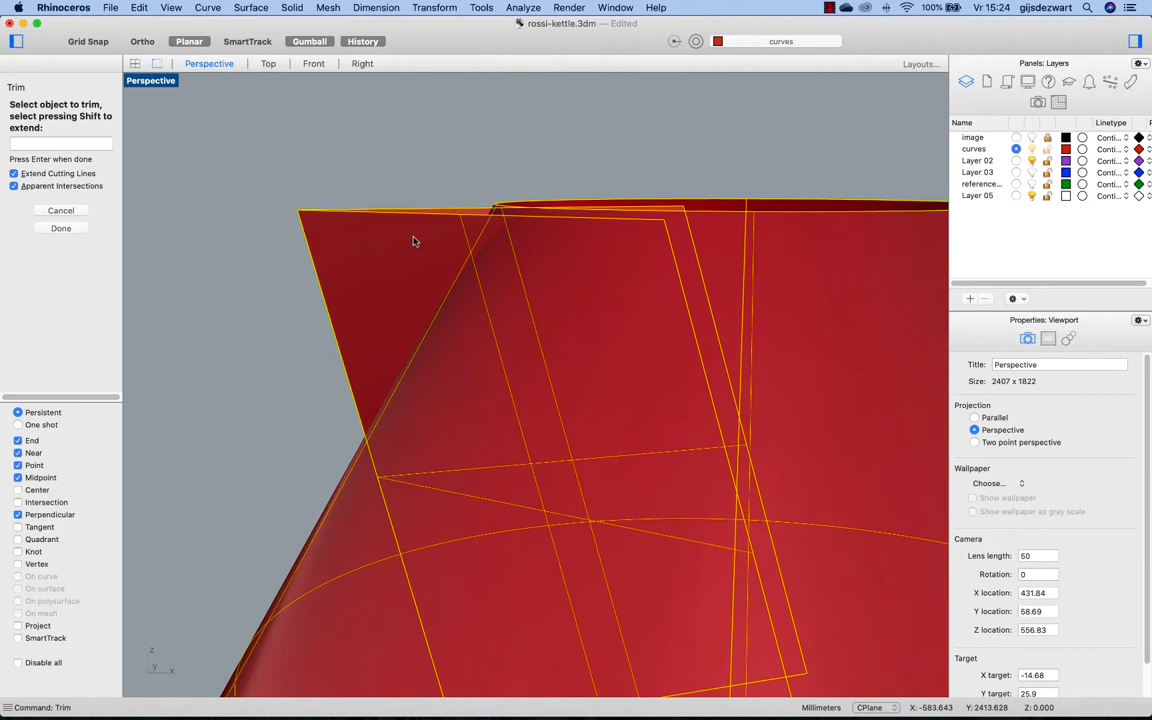 Rhinoceros File Edit View Curve Surface Solid Mesh Dimension Transform Tools Analyze Render Window Help 100% Vr 15:24 gijsdezwart
rossi-kettle.3dm — Edited
Grid Snap Ortho Planar SmartTrack Gumball History curves
Perspective Top Front Right Layouts... Panels: Layers
Perspective
Trim
Select object to trim,
select pressing Shift to
extend:
Press Enter when done
Extend Cutting Lines
Apparent Intersections
Cancel
Done
Persistent
One shot
End
Near
Point
Midpoint
Center
Intersection
Perpendicular
Tangent
Quadrant
Knot
Vertex
On curve
On surface
On polysurface
On mesh
Project
SmartTrack
Disable all
z
y x
Name Linetype P
image Conti...
curves Conti...
Layer 02 Conti...
Layer 03 Conti...
reference... Conti...
Layer 05 Conti...
Properties: Viewport
Title: Perspective
Size: 2407 x 1822
Projection
Parallel
Perspective
Two point perspective
Wallpaper
Choose...
Show wallpaper
Show wallpaper as gray scale
Camera
Lens length: 50
Rotation: 0
X location: 431.84
Y location: 58.69
Z location: 556.83
Target
X target: -14.68
Y target: 25.9
Command: Trim Millimeters CPlane X: -583.643 Y: 2413.628 Z: 0.000